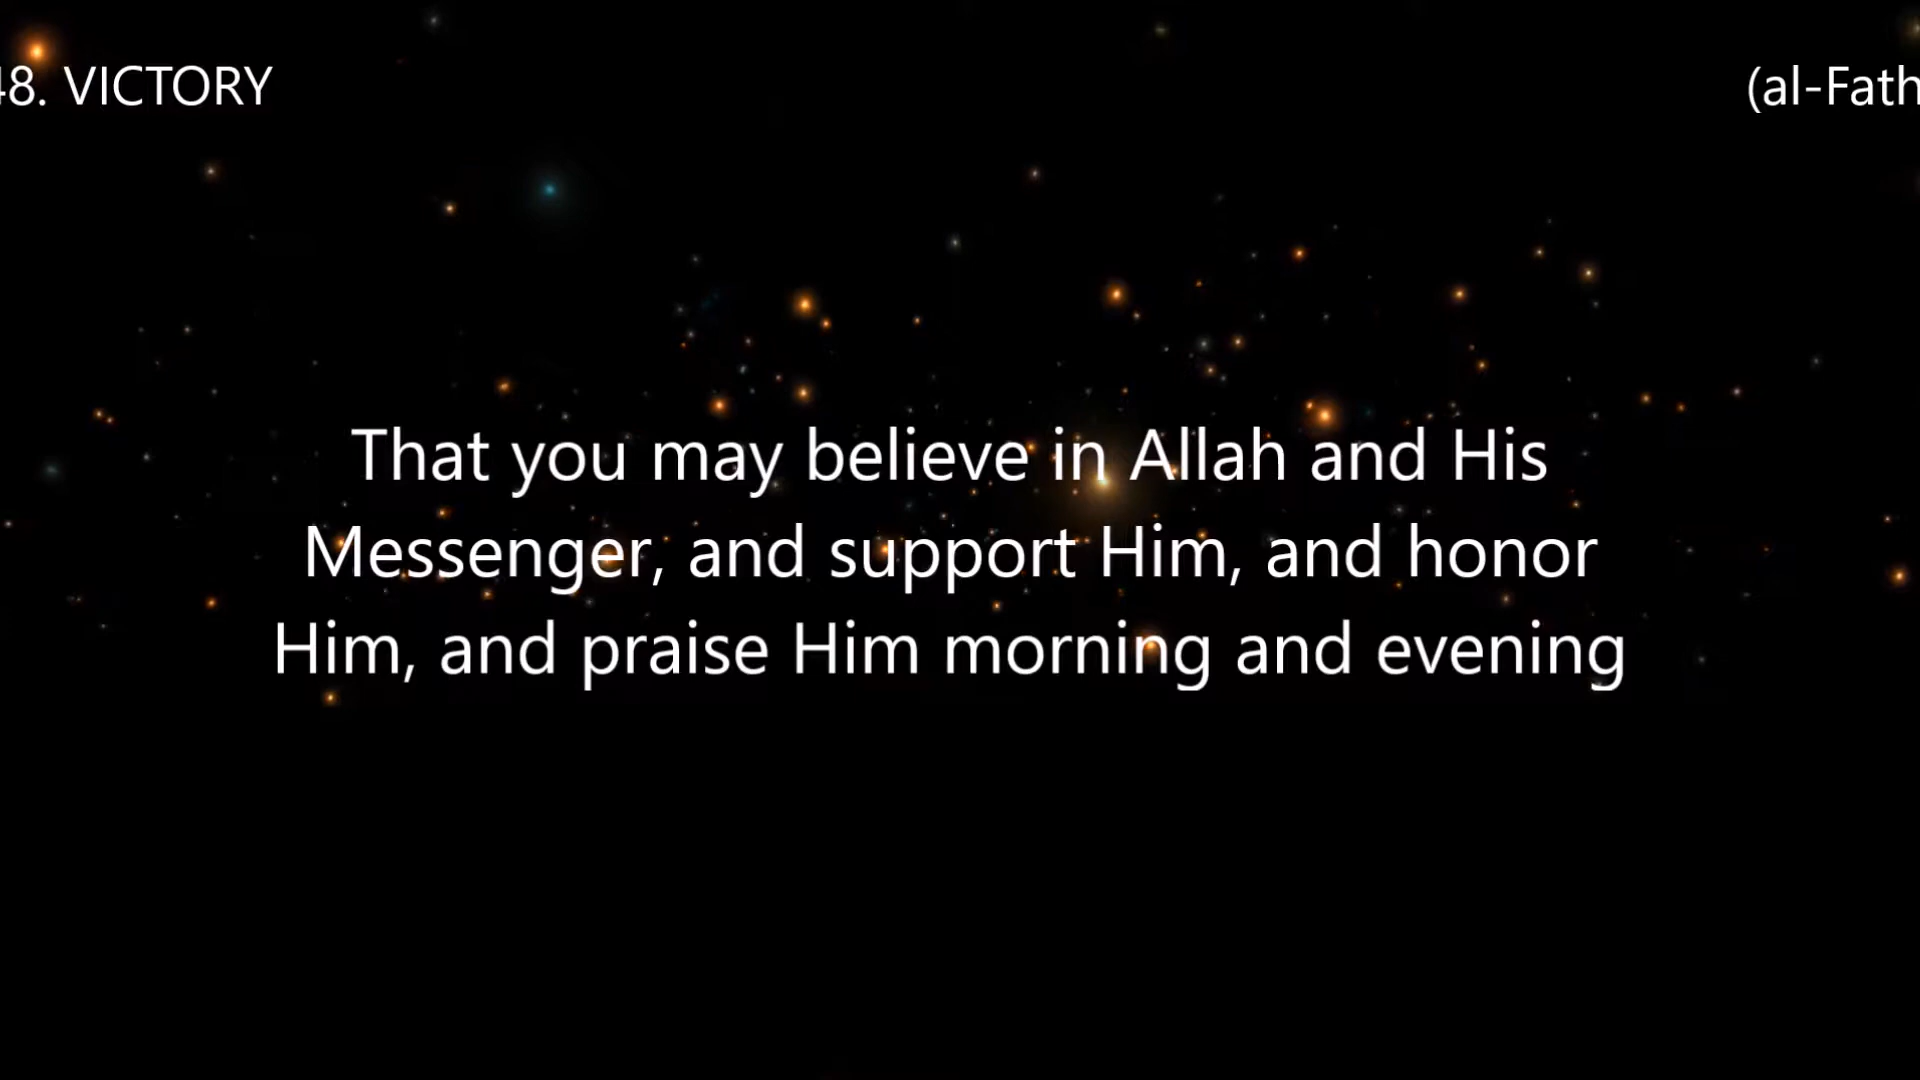 48. VICTORY
(al-Fath
That you may believe in Allah and His
Messenger, and support Him, and honor
Him, and praise Him morning and evening